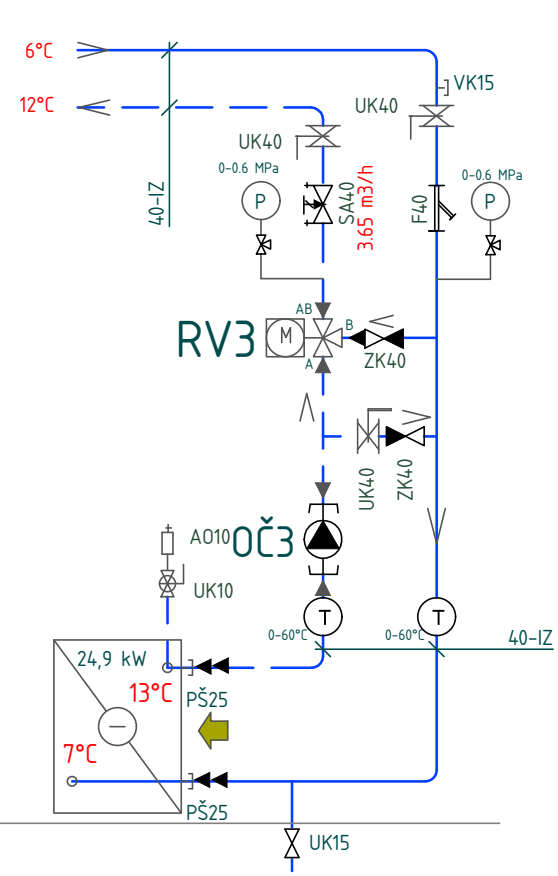 6°C
VK15
12°C
UK40
UK40
0-0.6 MPa
0-0.6 MPa
P
SA40
3.65 m3/h
F40
P
40-IZ
AB
RV3
M
B
A
ZK40
UK40
ZK40
AO10
OČ3
UK10
T
T
0-60°C
0-60°C
40-IZ
24,9 kW
13°C
PŠ25
7°C
PŠ25
UK15